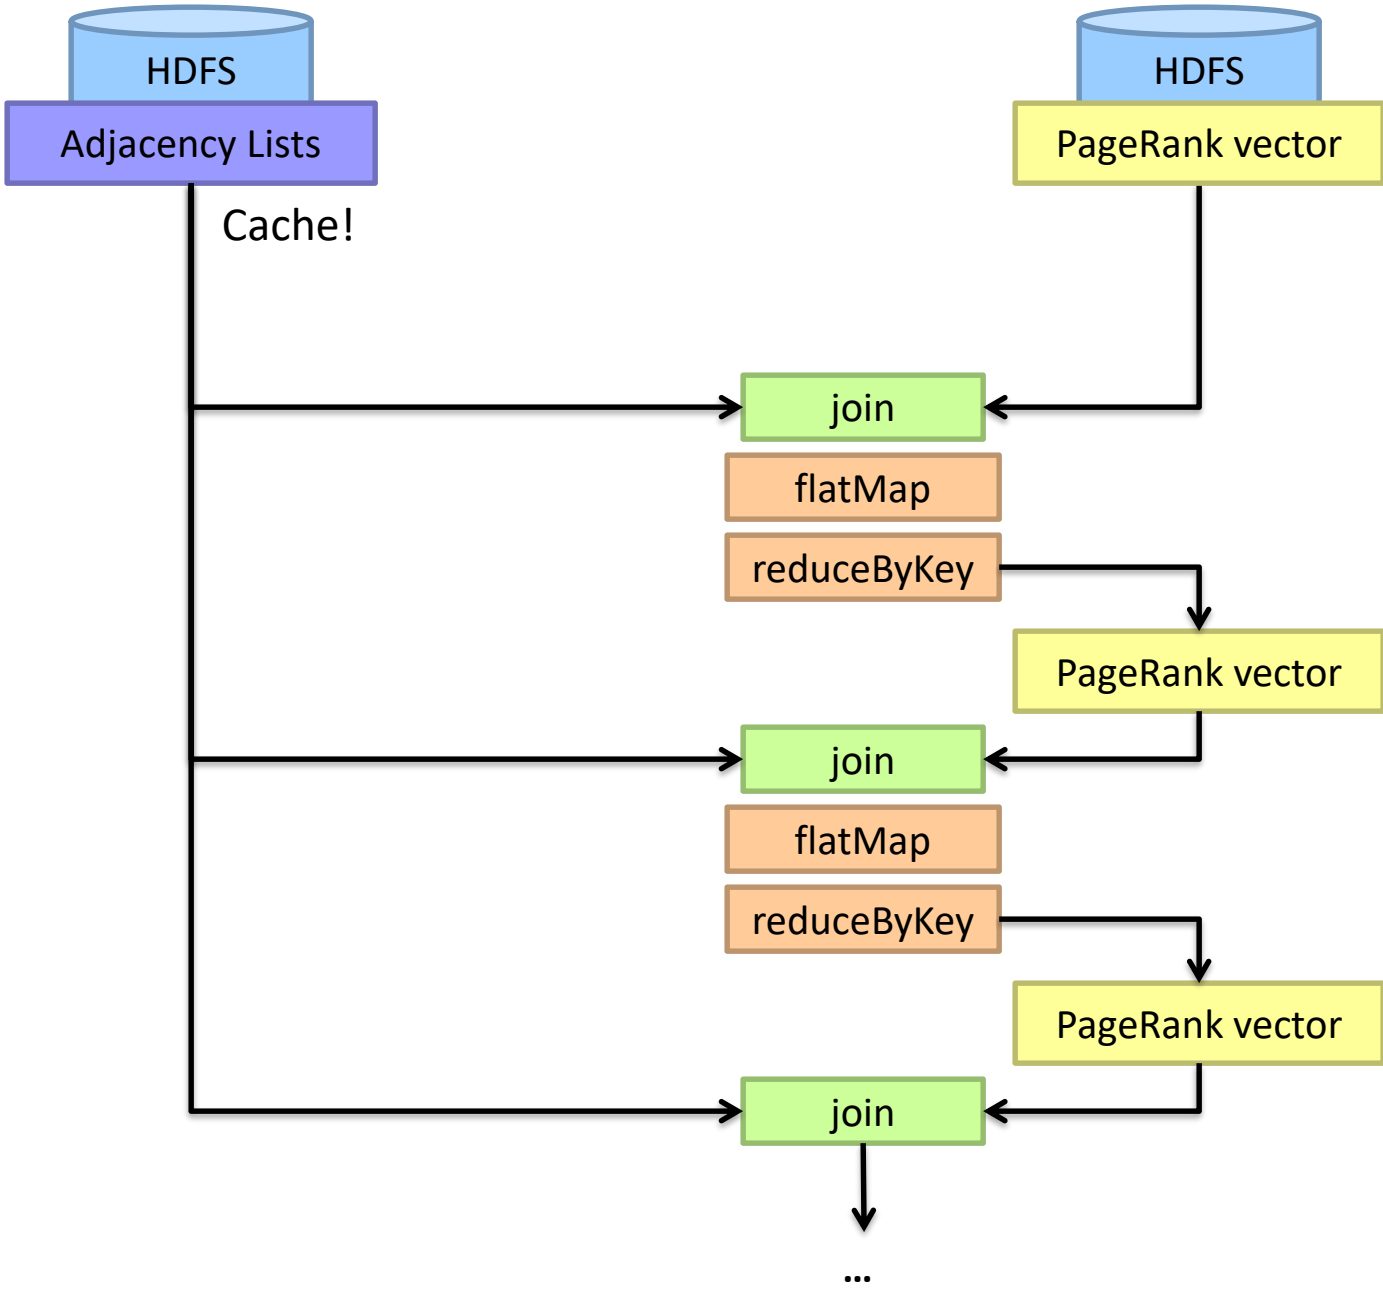 HDFS
HDFS
Adjacency Lists
PageRank vector
Cache!
join
flatMap
reduceByKey
PageRank vector
join
flatMap
reduceByKey
PageRank vector
join
...